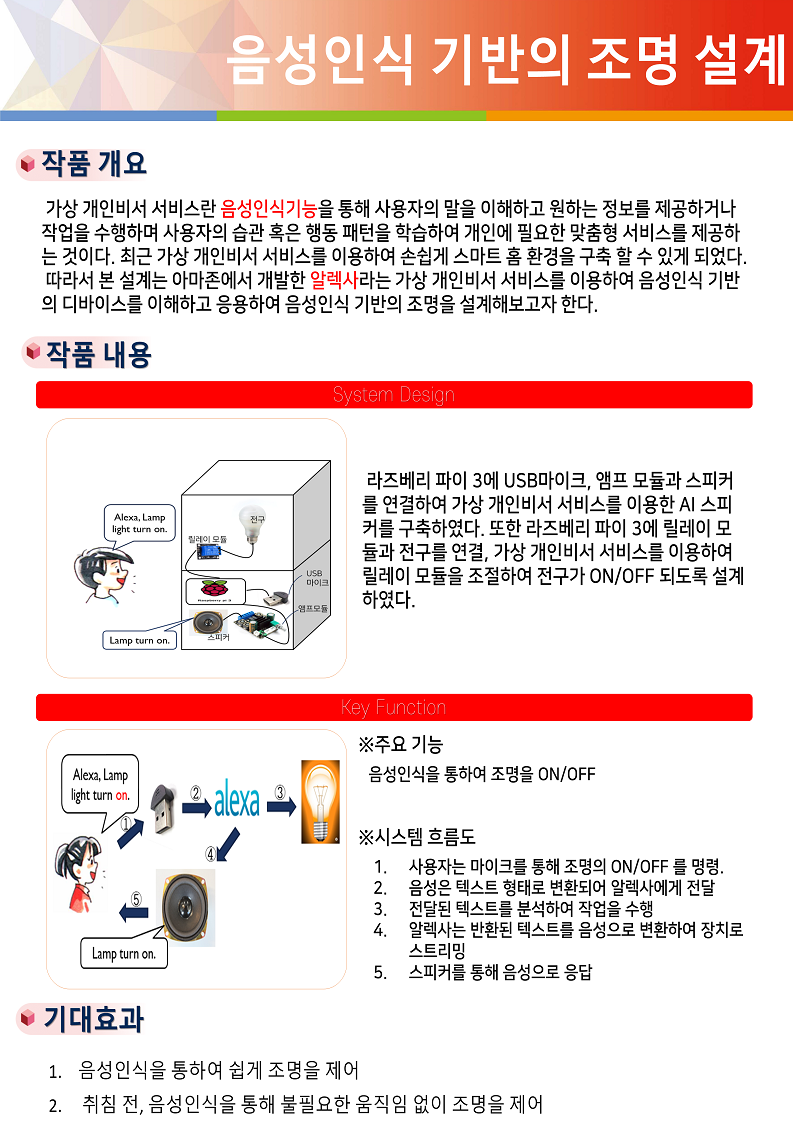 음성인식 기반의 조명 설계
작품 개요
가상 개인비서 서비스란 음성인식기능을 통해 사용자의 말을 이해하고 원하는 정보를 제공하거나
작업을 수행하며 사용자의 습관 혹은 행동 패턴을 학습하여 개인에 필요한 맞춤형 서비스를 제공하
는 것이다. 최근 가상 개인비서 서비스를 이용하여 손쉽게 스마트 홈 환경을 구축 할 수 있게 되었다.
따라서 본 설계는 아마존에서 개발한 알렉사라는 가상 개인비서 서비스를 이용하여 음성인식 기반
의 디바이스를 이해하고 응용하여 음성인식 기반의 조명을 설계해보고자 한다.
작품 내용
System Design
Alexa, Lamp
light turn on.
전구
릴레이 모듈
USB
마이크
Raspberry pi 3
앰프모듈
스피커
Lamp turn on.
라즈베리 파이 3에 USB마이크, 앰프 모듈과 스피커
를 연결하여 가상 개인비서 서비스를 이용한 AI 스피
커를 구축하였다. 또한 라즈베리 파이 3에 릴레이 모
듈과 전구를 연결, 가상 개인비서 서비스를 이용하여
릴레이 모듈을 조절하여 전구가 ON/OFF 되도록 설계
하였다.
Key Function
Alexa, Lamp
light turn on.
①
②
alexa
③
④
⑤
Lamp turn on.
※주요 기능
음성인식을 통하여 조명을 ON/OFF
※시스템 흐름도
1. 사용자는 마이크를 통해 조명의 ON/OFF 를 명령.
2. 음성은 텍스트 형태로 변환되어 알렉사에게 전달
3. 전달된 텍스트를 분석하여 작업을 수행
4. 알렉사는 반환된 텍스트를 음성으로 변환하여 장치로
스트리밍
5. 스피커를 통해 음성으로 응답
기대효과
1. 음성인식을 통하여 쉽게 조명을 제어
2. 취침 전, 음성인식을 통해 불필요한 움직임 없이 조명을 제어